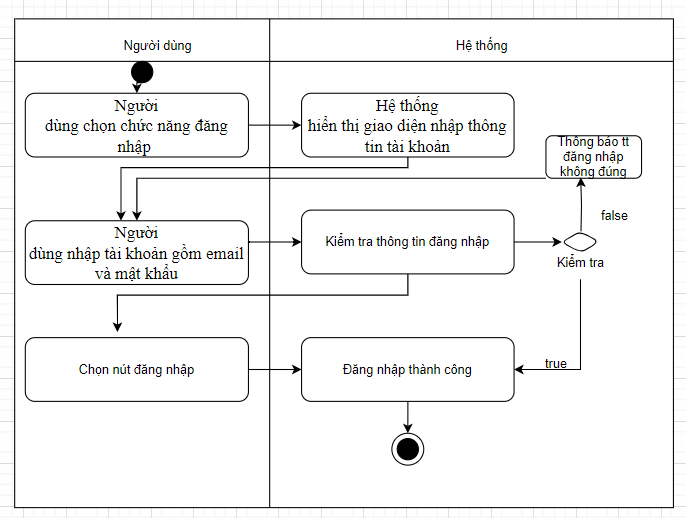 Người dùng
Hệ thống
Người
dùng chọn chức năng đăng
nhập
Hệ thống
hiển thị giao diện nhập thông
tin tài khoản
Thông báo tt
đăng nhập
không đúng
false
Người
dùng nhập tài khoản gồm email
và mật khẩu
Kiểm tra thông tin đăng nhập
Kiểm tra
Chọn nút đăng nhập
Đăng nhập thành công
true